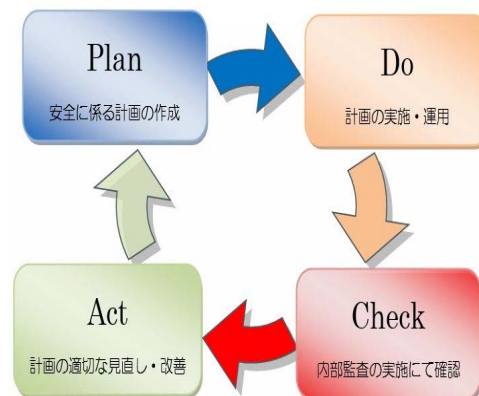 Plan
安全に係る計画の作成
Do
計画の実施・運用
Check
内部監査の実施にて確認
Act
計画の適切な見直し・改善